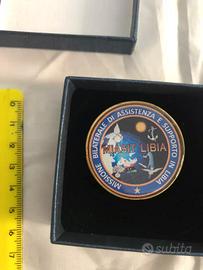 MISSIONE BILATERALE DI ASSISTENZA E SUPPORTO IN LIBIA
MIASIT LIBIA
subito